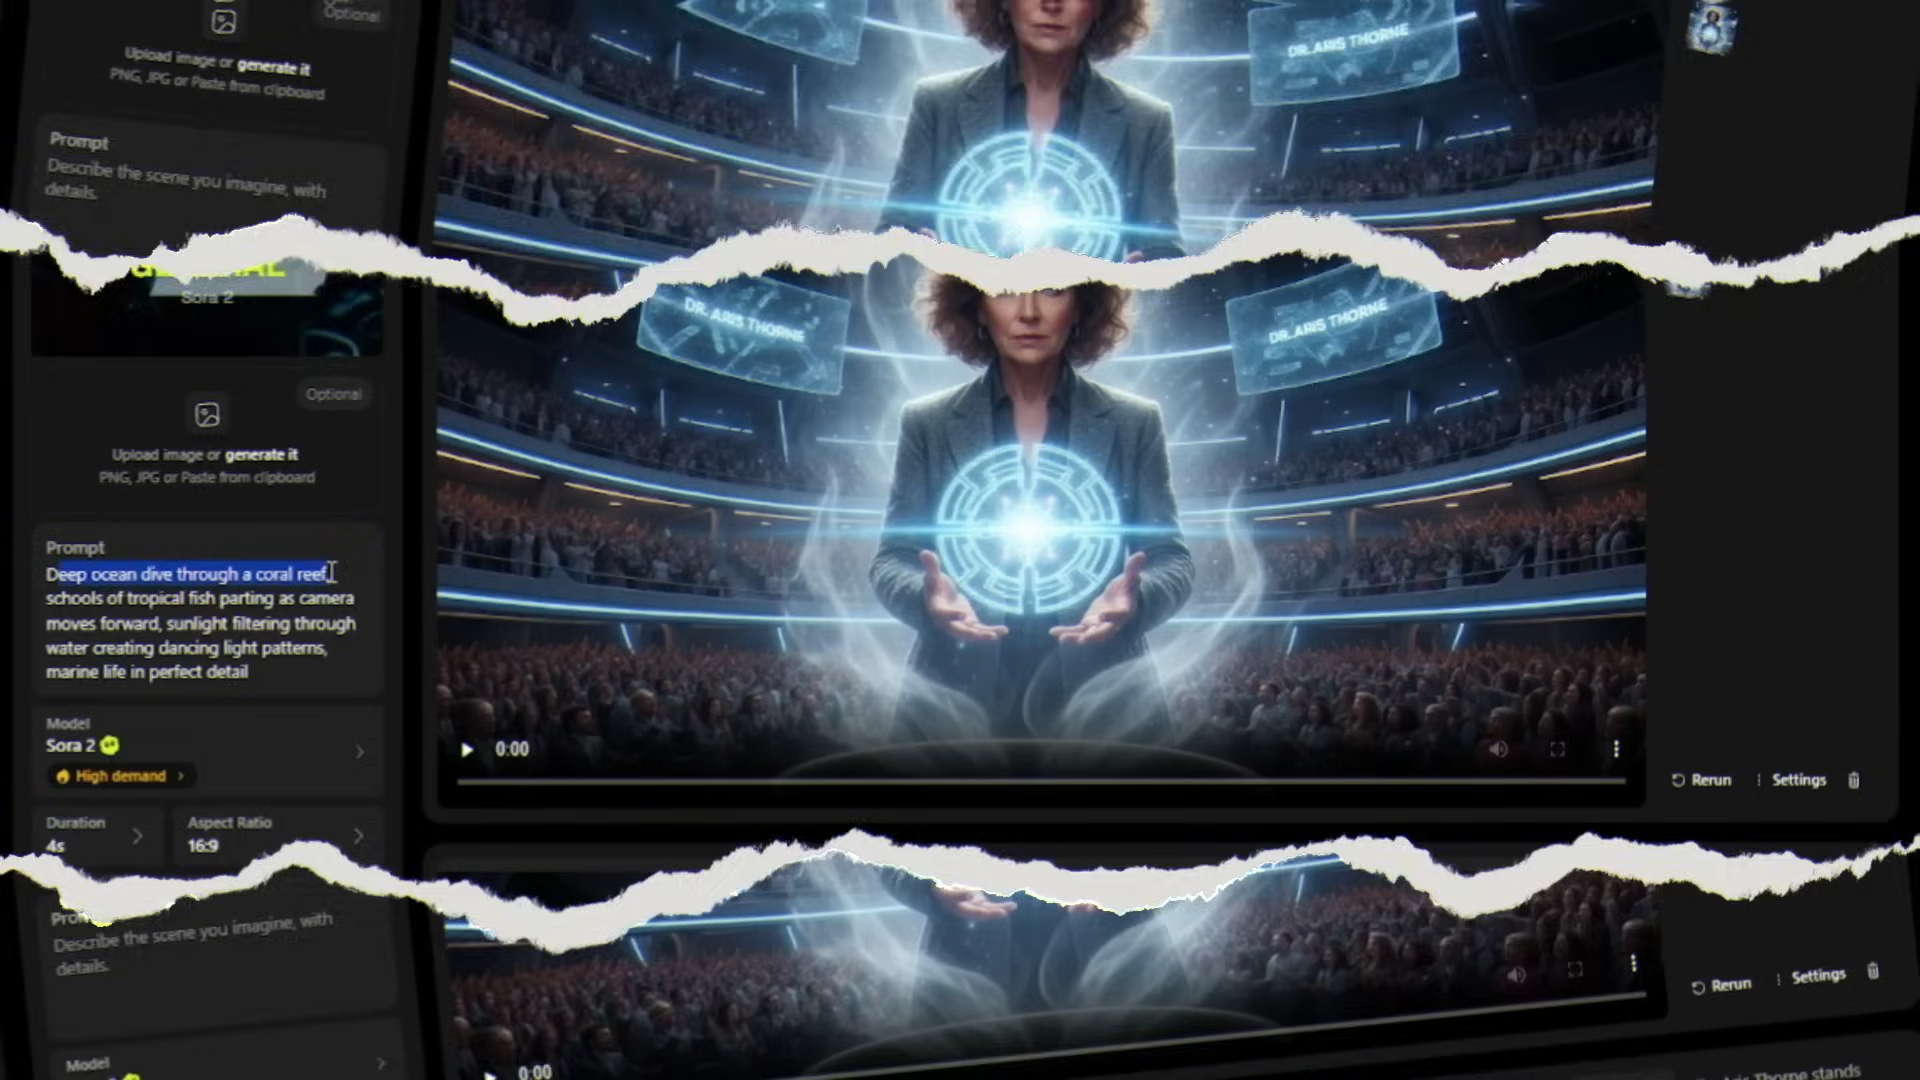 Optional
Upload image or generate it
PNG, JPG or Paste from clipboard
Prompt
Describe the scene you imagine, with
details.
DR. ARIS THORNE
Sora 2
DR. ARIS THORNE
DR. ARIS THORNE
Optional
Upload image or generate it
PNG, JPG or Paste from clipboard
Prompt
Deep ocean dive through a coral reef,
schools of tropical fish parting as camera
moves forward, sunlight filtering through
water creating dancing light patterns,
marine life in perfect detail
Model
Sora 2
High demand
0:00
Rerun
Settings
Duration
4s
Aspect Ratio
16:9
Describe the scene you imagine, with
details.
Rerun
Settings
Model
0:00
Thorne stands